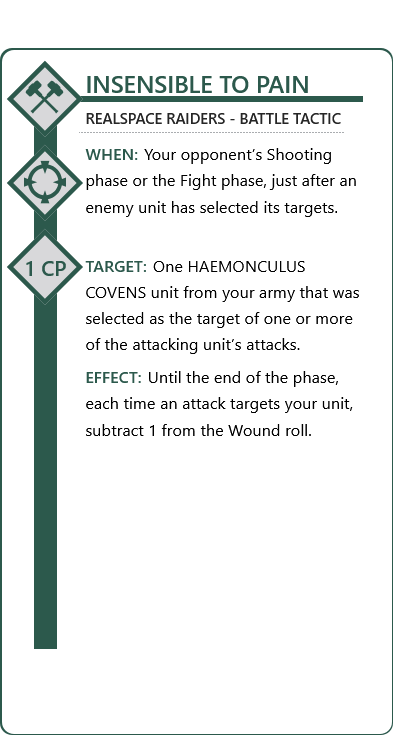 INSENSIBLE TO PAIN
REALSPACE RAIDERS - BATTLE TACTIC
WHEN: Your opponent's Shooting
phase or the Fight phase, just after an
enemy unit has selected its targets.
1 CP
TARGET: One HAEMONCULUS
COVENS unit from your army that was
selected as the target of one or more
of the attacking unit's attacks.
EFFECT: Until the end of the phase,
each time an attack targets your unit,
subtract 1 from the Wound roll.